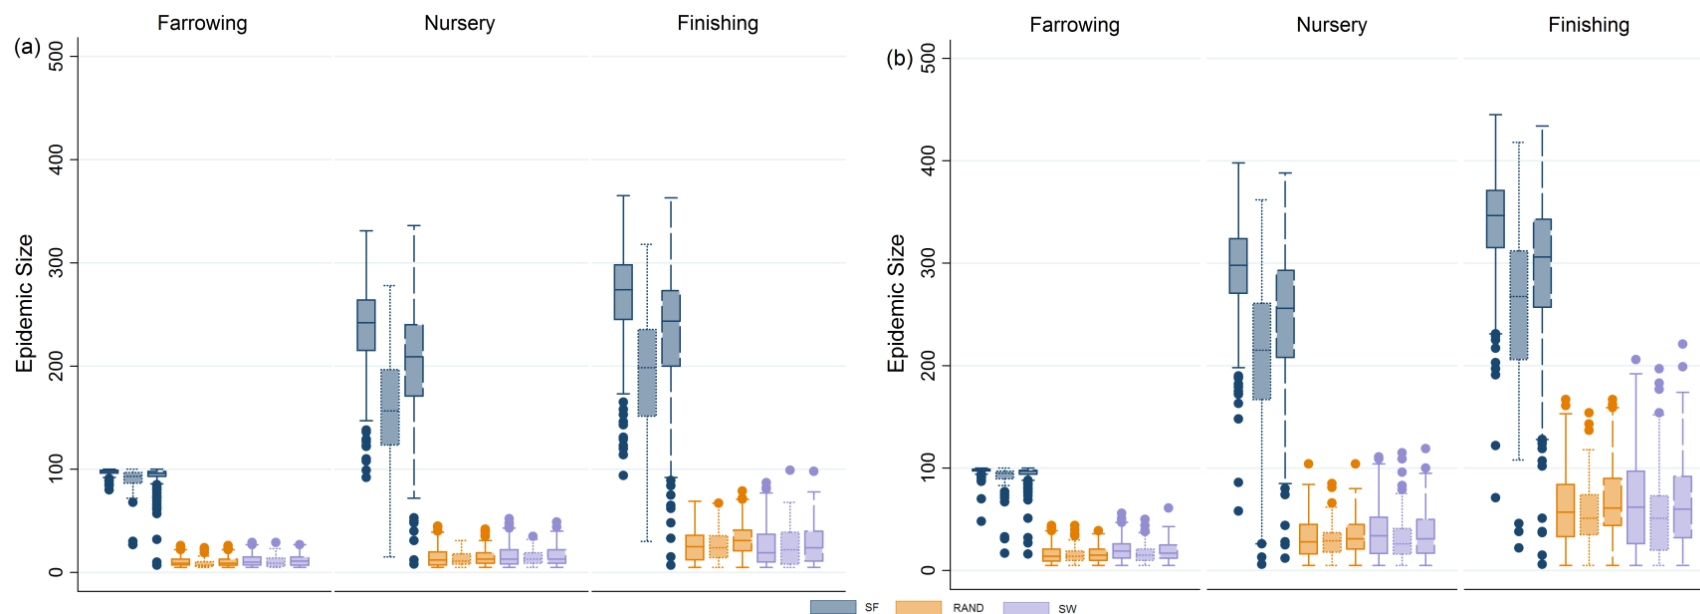 Farrowing Nursery Finishing
(a)
500
400
300
200
100
0
Epidemic Size
Farrowing Nursery Finishing
(b)
500
400
300
200
100
0
Epidemic Size
SF RAND SW